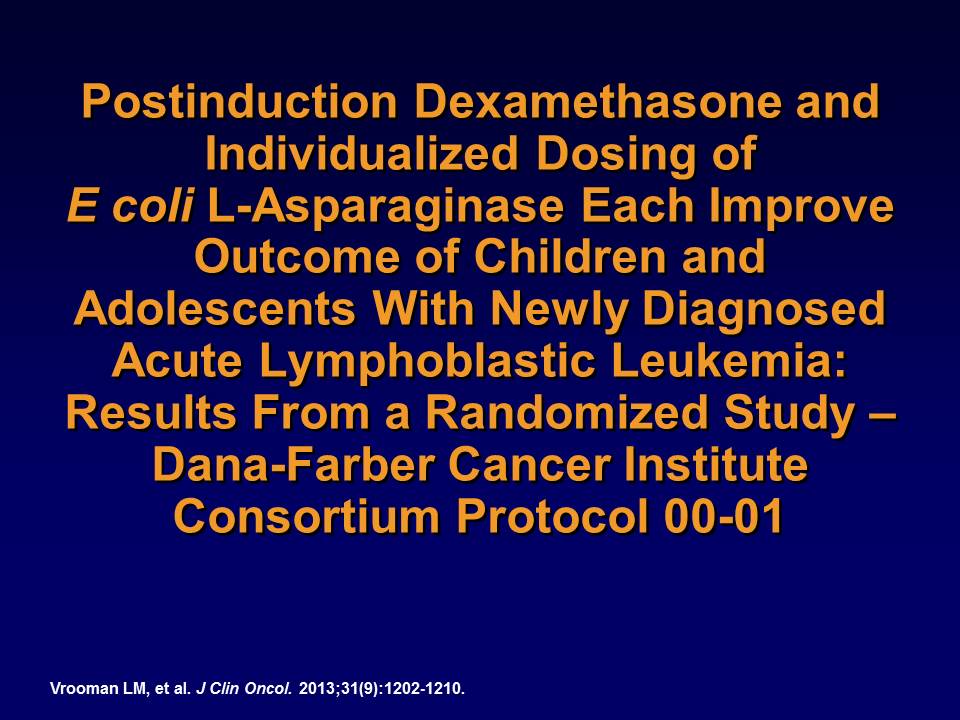 Postinduction Dexamethasone and
Individualized Dosing of
E coli L-Asparaginase Each Improve
Outcome of Children and
Adolescents With Newly Diagnosed
Acute Lymphoblastic Leukemia:
Results From a Randomized Study –
Dana-Farber Cancer Institute
Consortium Protocol 00-01
Vrooman LM, et al. J Clin Oncol. 2013;31(9):1202-1210.